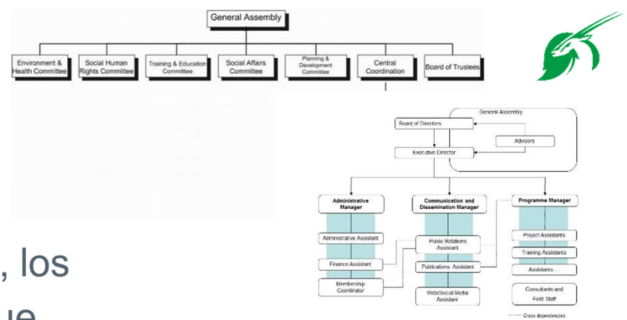 General Assembly
Environment &
Health Committee
Social Human
Rights Committee
Training & Education
Committee
Social Affairs
Committee
Planning &
Development
Committee
Central
Coordination
Board of Trustees
General Assembly
Board of Directors
Advisors
Executive Director
Administrative
Manager
Communication and
Dissemination Manager
Programme Manager
Administrative Assistant
Finance Assistant
Membership
Coordinator
Public Relations
Assistant
Publications Assistant
Web/Social Media
Assistant
Project Assistants
Training Assistants
Assistants ...
Consultants and
Field Staff
Cross dependencies
, los